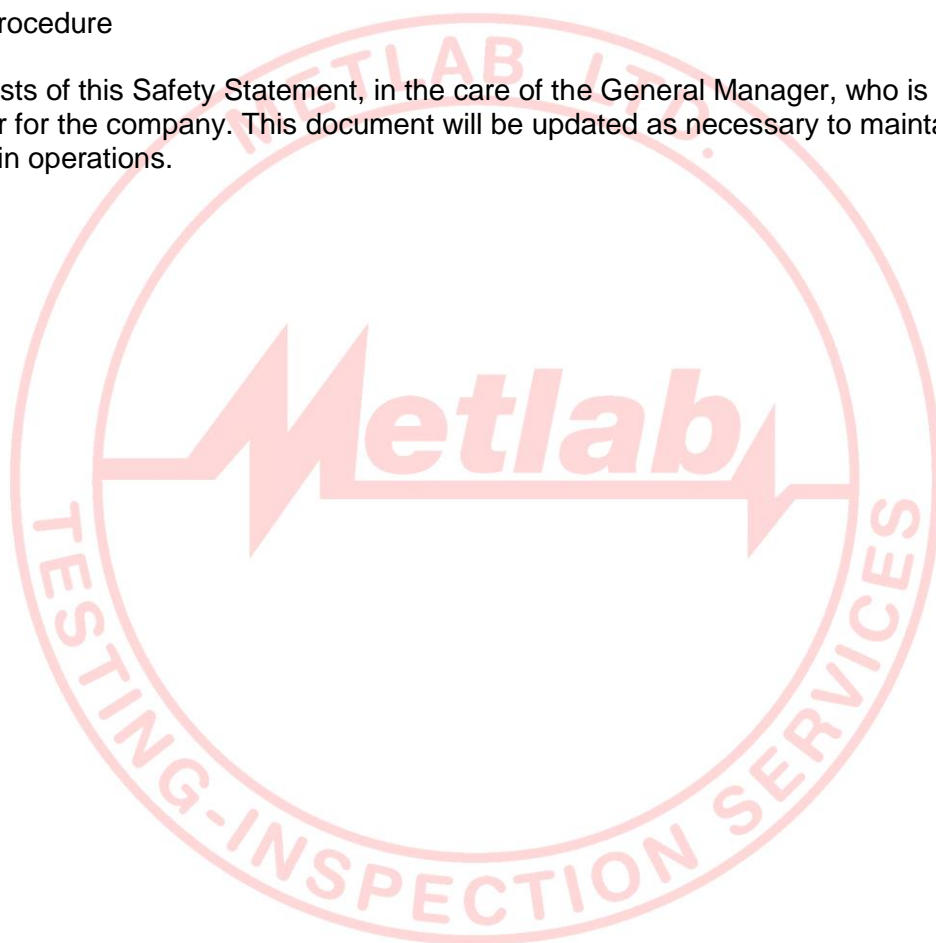 rocedure
sts of this Safety Statement, in the care of the General Manager, who is
r for the company. This document will be updated as necessary to mainta
in operations.
METLAB LTD.
Metlab
TESTING-INSPECTION SERVICES